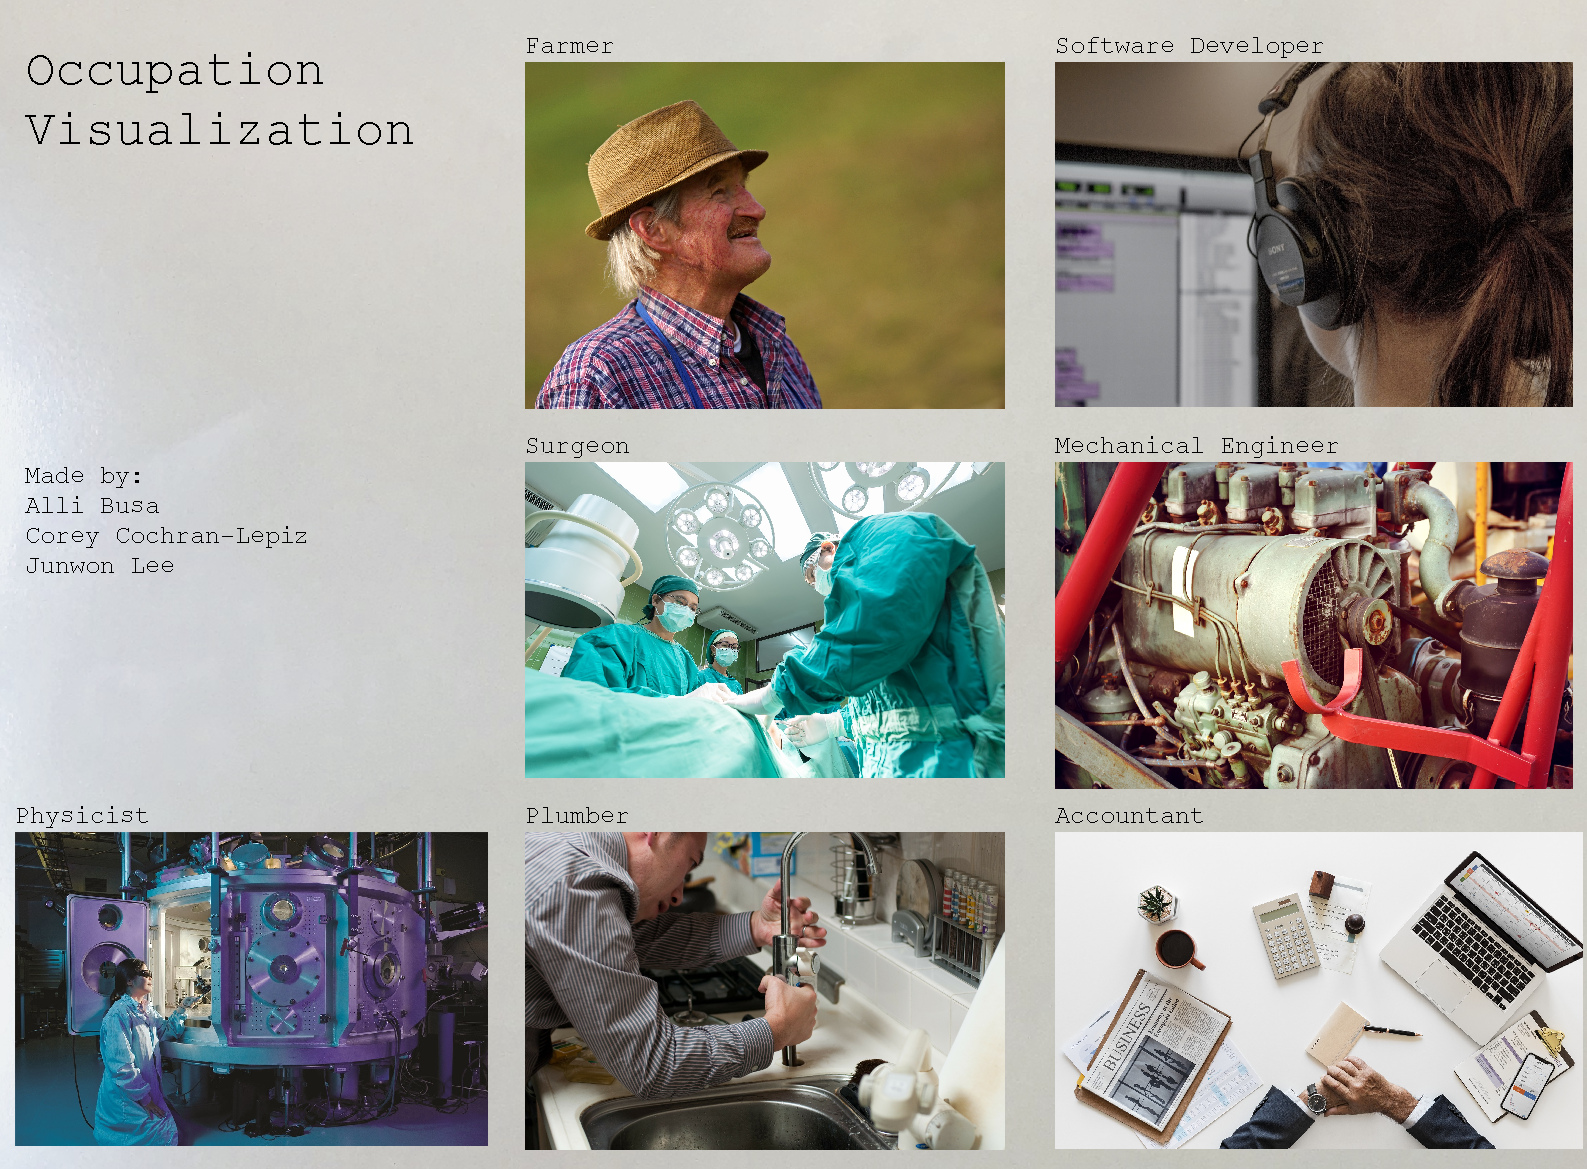 Occupation
Visualization
Made by:
Alli Busa
Corey Cochran-Lepiz
Junwon Lee
Farmer
Software Developer
SONY
Surgeon
Mechanical Engineer
Physicist
Plumber
Accountant
BUSINESS